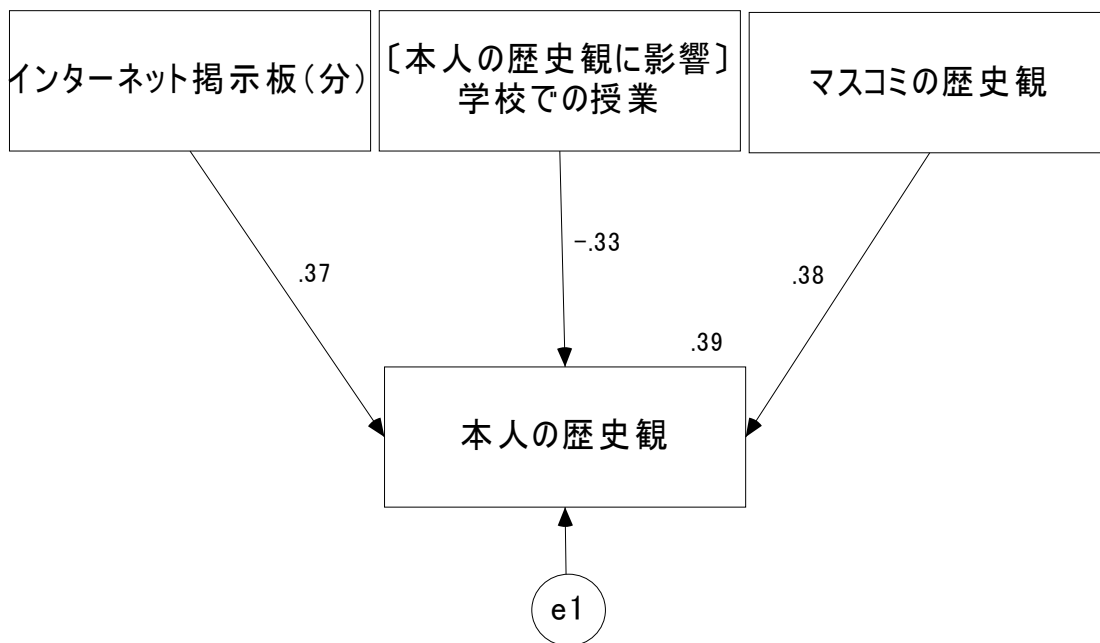 インターネット掲示板(分)
〔本人の歴史観に影響〕
学校での授業
マスコミの歴史観
.37
-.33
.38
.39
本人の歴史観
e1